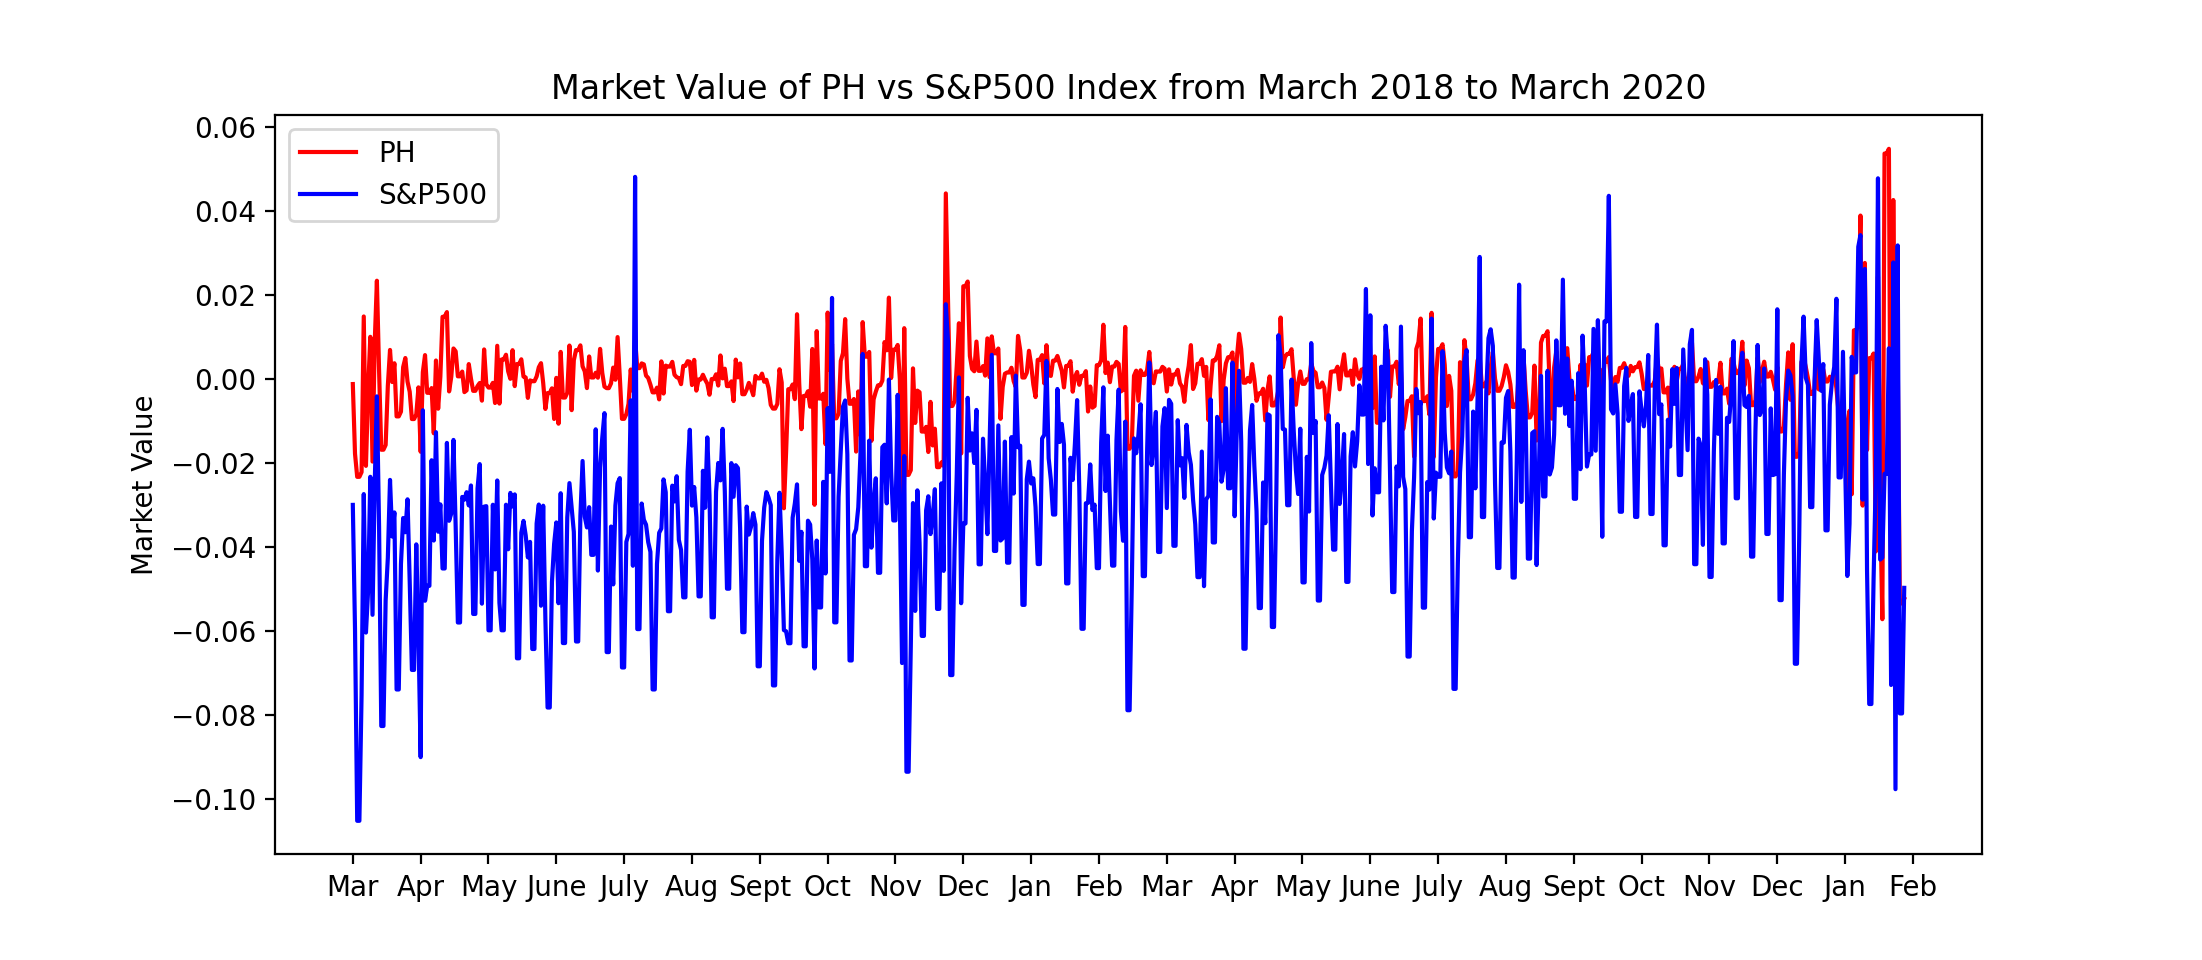 Market Value of PH vs S&P500 Index from March 2018 to March 2020
PH
S&P500
Market Value
0.06
0.04
0.02
0.00
−0.02
−0.04
−0.06
−0.08
−0.10
Mar Apr May June July Aug Sept Oct Nov Dec Jan Feb Mar Apr May June July Aug Sept Oct Nov Dec Jan Feb